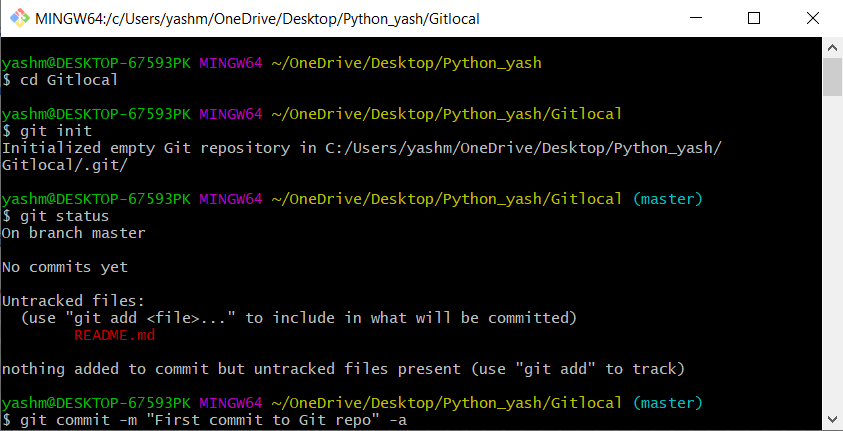 MINGW64:/c/Users/yashm/OneDrive/Desktop/Python_yash/Gitlocal
yashm@DESKTOP-67593PK MINGW64 ~/OneDrive/Desktop/Python_yash
$ cd Gitlocal
yashm@DESKTOP-67593PK MINGW64 ~/OneDrive/Desktop/Python_yash/Gitlocal
$ git init
Initialized empty Git repository in C:/Users/yashm/OneDrive/Desktop/Python_yash/
Gitlocal/.git/
yashm@DESKTOP-67593PK MINGW64 ~/OneDrive/Desktop/Python_yash/Gitlocal (master)
$ git status
On branch master
No commits yet
Untracked files:
  (use "git add <file>..." to include in what will be committed)
        README.md
nothing added to commit but untracked files present (use "git add" to track)
yashm@DESKTOP-67593PK MINGW64 ~/OneDrive/Desktop/Python_yash/Gitlocal (master)
$ git commit -m "First commit to Git repo" -a